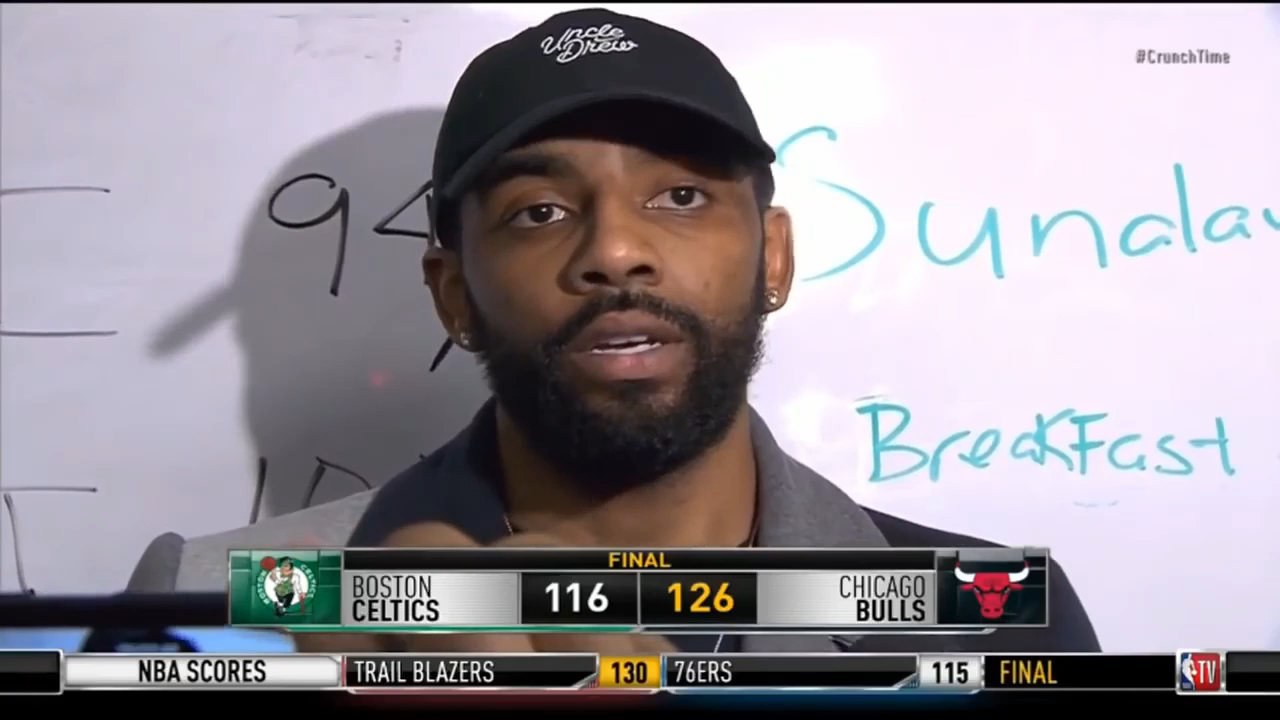 Uncle
Drew
#CrunchTime
94
Sunday
BreakFast
FINAL
BOSTON
CELTICS
116
126
CHICAGO
BULLS
NBA SCORES
TRAIL BLAZERS 130
76ERS 115
FINAL
TV